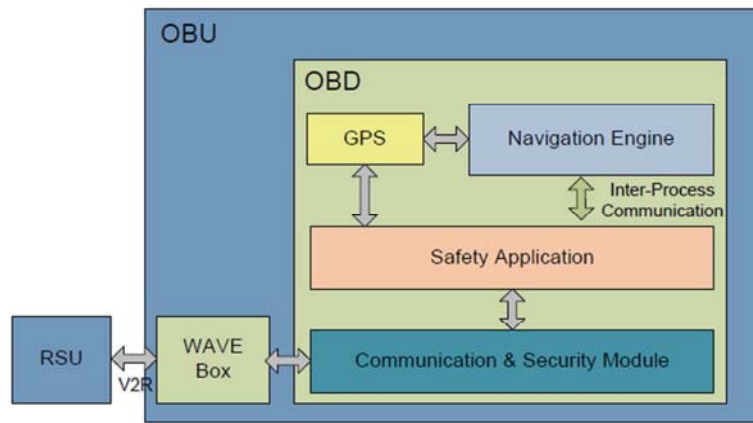 OBU
OBD
GPS
Navigation Engine
Inter-Process
Communication
Safety Application
RSU
V2R
WAVE
Box
Communication & Security Module